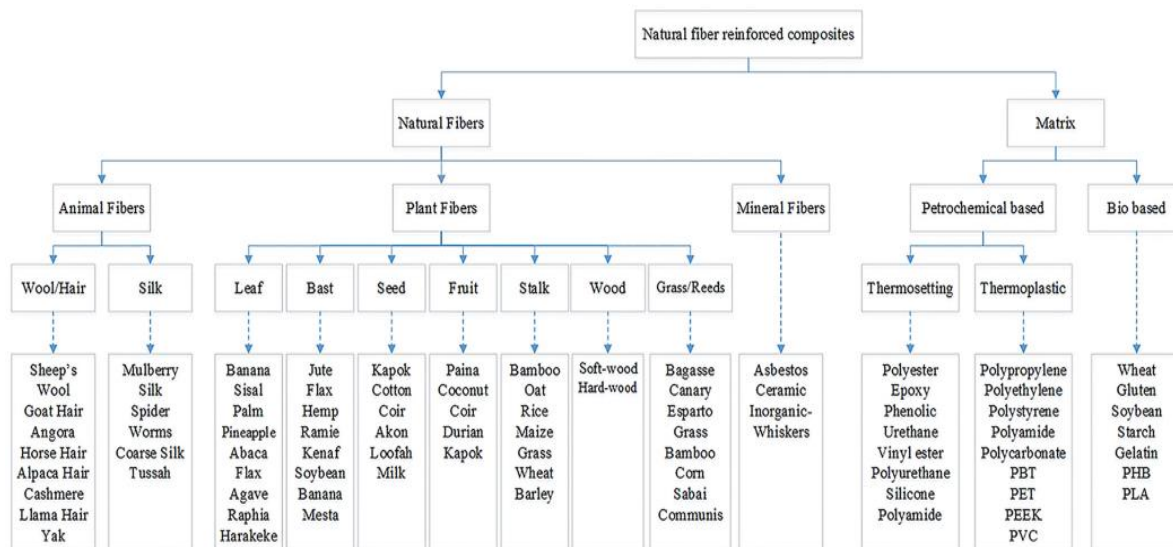 Natural fiber reinforced composites
Natural Fibers
Matrix
Animal Fibers
Plant Fibers
Mineral Fibers
Petrochemical based
Bio based
Wool/Hair
Silk
Leaf
Bast
Seed
Fruit
Stalk
Wood
Grass/Reeds
Thermosetting
Thermoplastic
Sheep's
Wool
Goat Hair
Angora
Horse Hair
Alpaca Hair
Cashmere
Llama Hair
Yak
Mulberry
Silk
Spider
Worms
Coarse Silk
Tussah
Banana
Sisal
Palm
Pineapple
Abaca
Flax
Agave
Raphia
Harakeke
Jute
Flax
Hemp
Ramie
Kenaf
Soybean
Banana
Mesta
Kapok
Cotton
Coir
Akon
Loofah
Milk
Paina
Coconut
Coir
Durian
Kapok
Bamboo
Oat
Rice
Maize
Grass
Wheat
Barley
Soft-wood
Hard-wood
Bagasse
Canary
Esparto
Grass
Bamboo
Corn
Sabai
Communis
Asbestos
Ceramic
Inorganic-
Whiskers
Polyester
Epoxy
Phenolic
Urethane
Vinyl ester
Polyurethane
Silicone
Polyamide
Polypropylene
Polyethylene
Polystyrene
Polyamide
Polycarbonate
PBT
PET
PEEK
PVC
Wheat
Gluten
Soybean
Starch
Gelatin
PHB
PLA